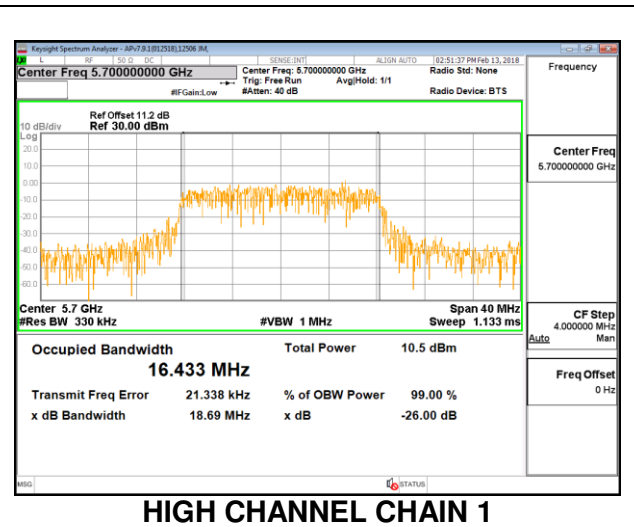 Keysight Spectrum Analyzer - APv7.9.1(012518),12506 JM,
L RF 50 Ω DC SENSE:INT ALIGN AUTO 02:51:37 PM Feb 13, 2018
Center Freq 5.700000000 GHz Center Freq: 5.700000000 GHz Radio Std: None Frequency
Trig: Free Run Avg|Hold: 1/1
#IFGain:Low #Atten: 40 dB Radio Device: BTS
Ref Offset 11.2 dB
10 dB/div Ref 30.00 dBm
Log
20.0
10.0
0.00
-10.0
-20.0
-30.0
-40.0
-50.0
-60.0
Center Freq
5.700000000 GHz
Center 5.7 GHz Span 40 MHz
#Res BW 330 kHz #VBW 1 MHz Sweep 1.133 ms
CF Step
4.000000 MHz
Auto Man
Occupied Bandwidth Total Power 10.5 dBm
16.433 MHz
Freq Offset
0 Hz
Transmit Freq Error 21.338 kHz % of OBW Power 99.00 %
x dB Bandwidth 18.69 MHz x dB -26.00 dB
MSG STATUS
HIGH CHANNEL CHAIN 1